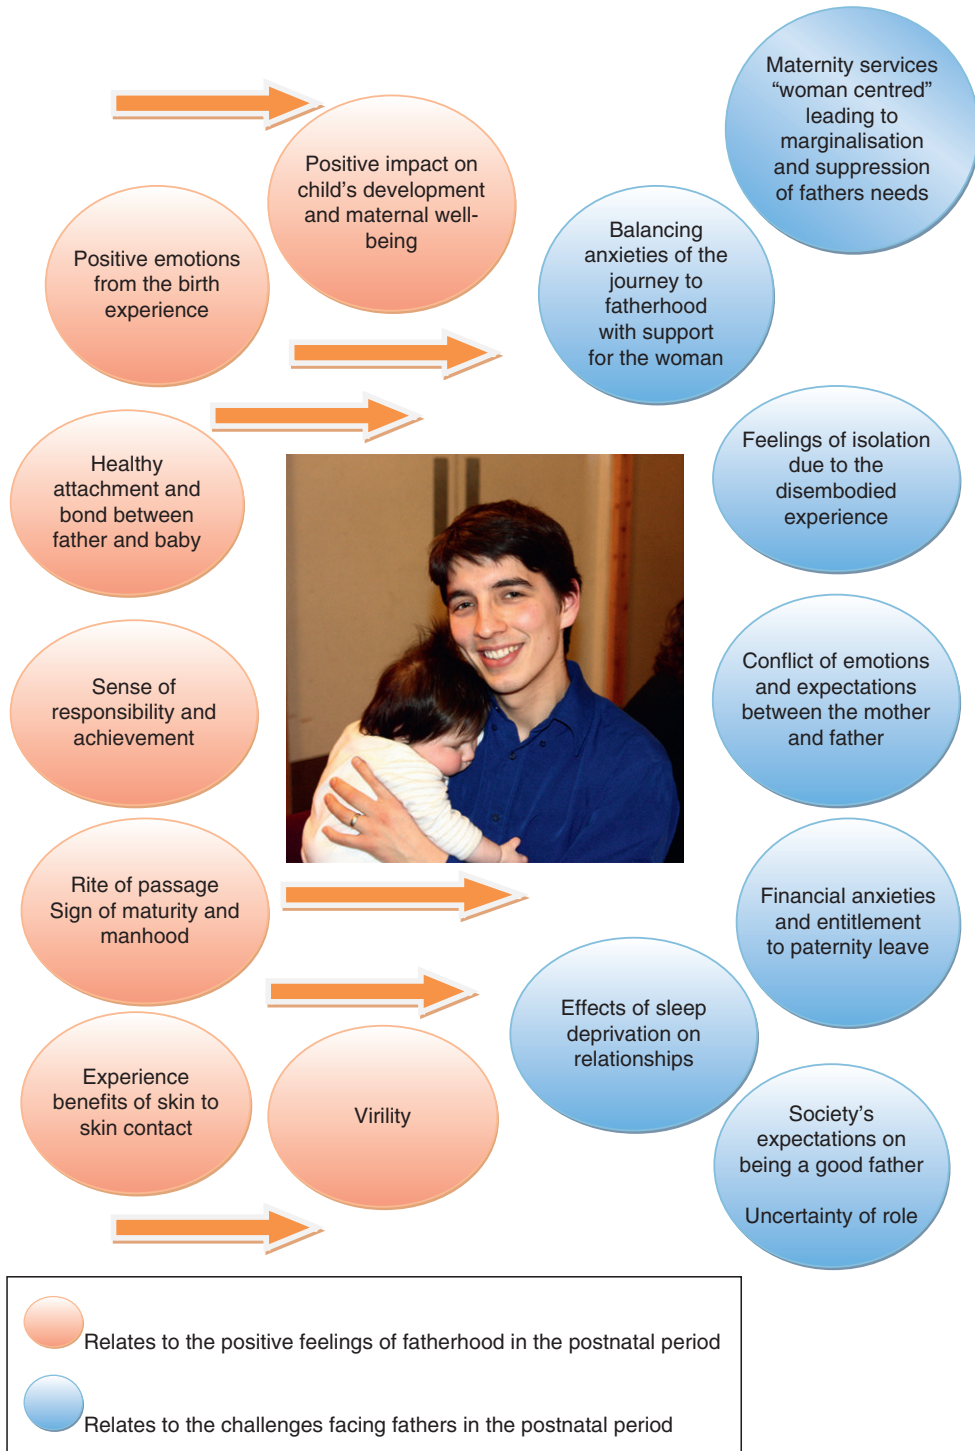 Maternity services
“woman centred”
leading to
marginalisation
and suppression
of fathers needs
Positive impact on
child’s development
and maternal well-
being
Balancing
anxieties of the
journey to
fatherhood
with support
for the woman
Positive emotions
from the birth
experience
Healthy
attachment and
bond between
father and baby
Feelings of isolation
due to the
disembodied
experience
Sense of
responsibility and
achievement
Conflict of emotions
and expectations
between the mother
and father
Rite of passage
Sign of maturity and
manhood
Financial anxieties
and entitlement
to paternity leave
Effects of sleep
deprivation on
relationships
Experience
benefits of skin to
skin contact
Virility
Society’s
expectations on
being a good father
Uncertainty of role
Relates to the positive feelings of fatherhood in the postnatal period
Relates to the challenges facing fathers in the postnatal period